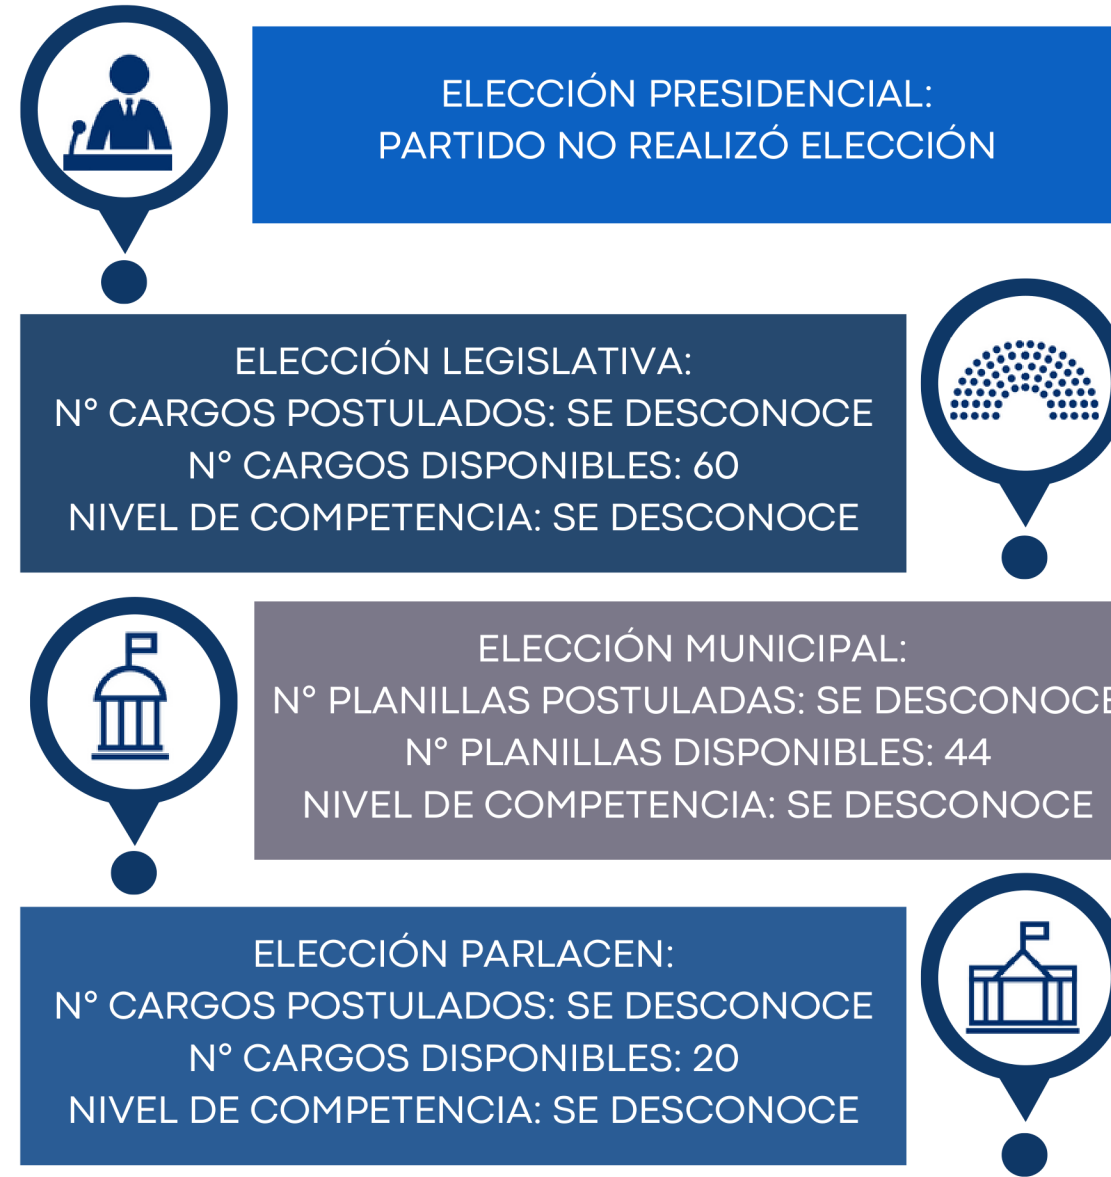 ELECCIÓN PRESIDENCIAL:
PARTIDO NO REALIZÓ ELECCIÓN
ELECCIÓN LEGISLATIVA:
N° CARGOS POSTULADOS: SE DESCONOCE
N° CARGOS DISPONIBLES: 60
NIVEL DE COMPETENCIA: SE DESCONOCE
ELECCIÓN MUNICIPAL:
N° PLANILLAS POSTULADAS: SE DESCONOCE
N° PLANILLAS DISPONIBLES: 44
NIVEL DE COMPETENCIA: SE DESCONOCE
ELECCIÓN PARLACEN:
N° CARGOS POSTULADOS: SE DESCONOCE
N° CARGOS DISPONIBLES: 20
NIVEL DE COMPETENCIA: SE DESCONOCE